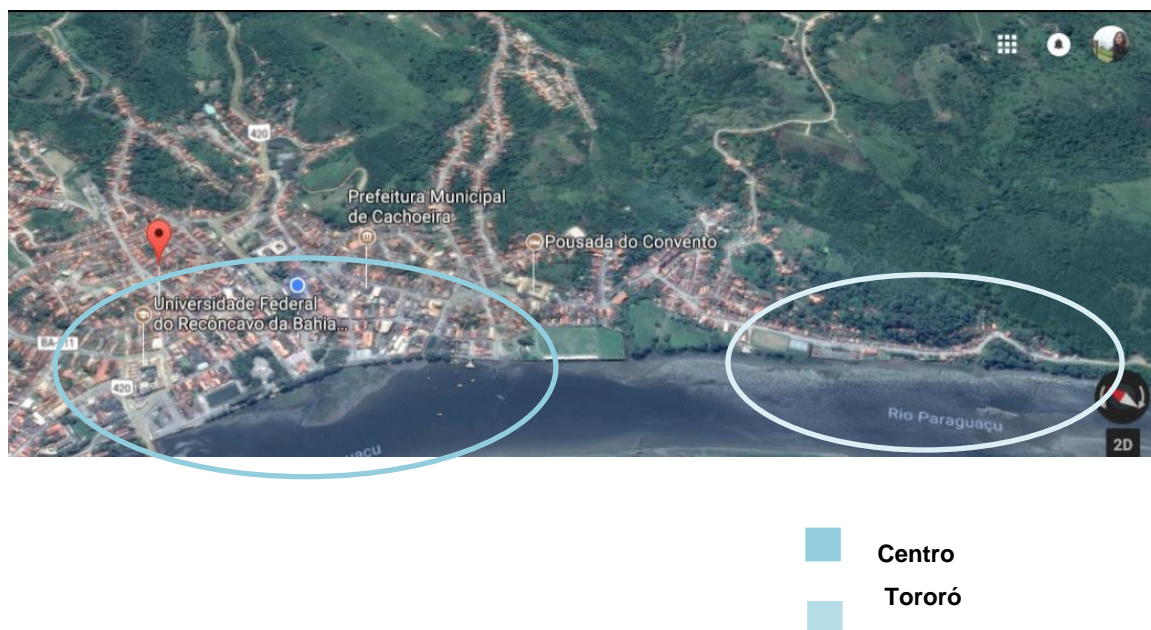 420
Prefeitura Municipal
de Cachoeira
Pousada do Convento
Universidade Federal
do Recôncavo da Bahia...
420
Rio Paraguaçu
2D
Centro
Tororó